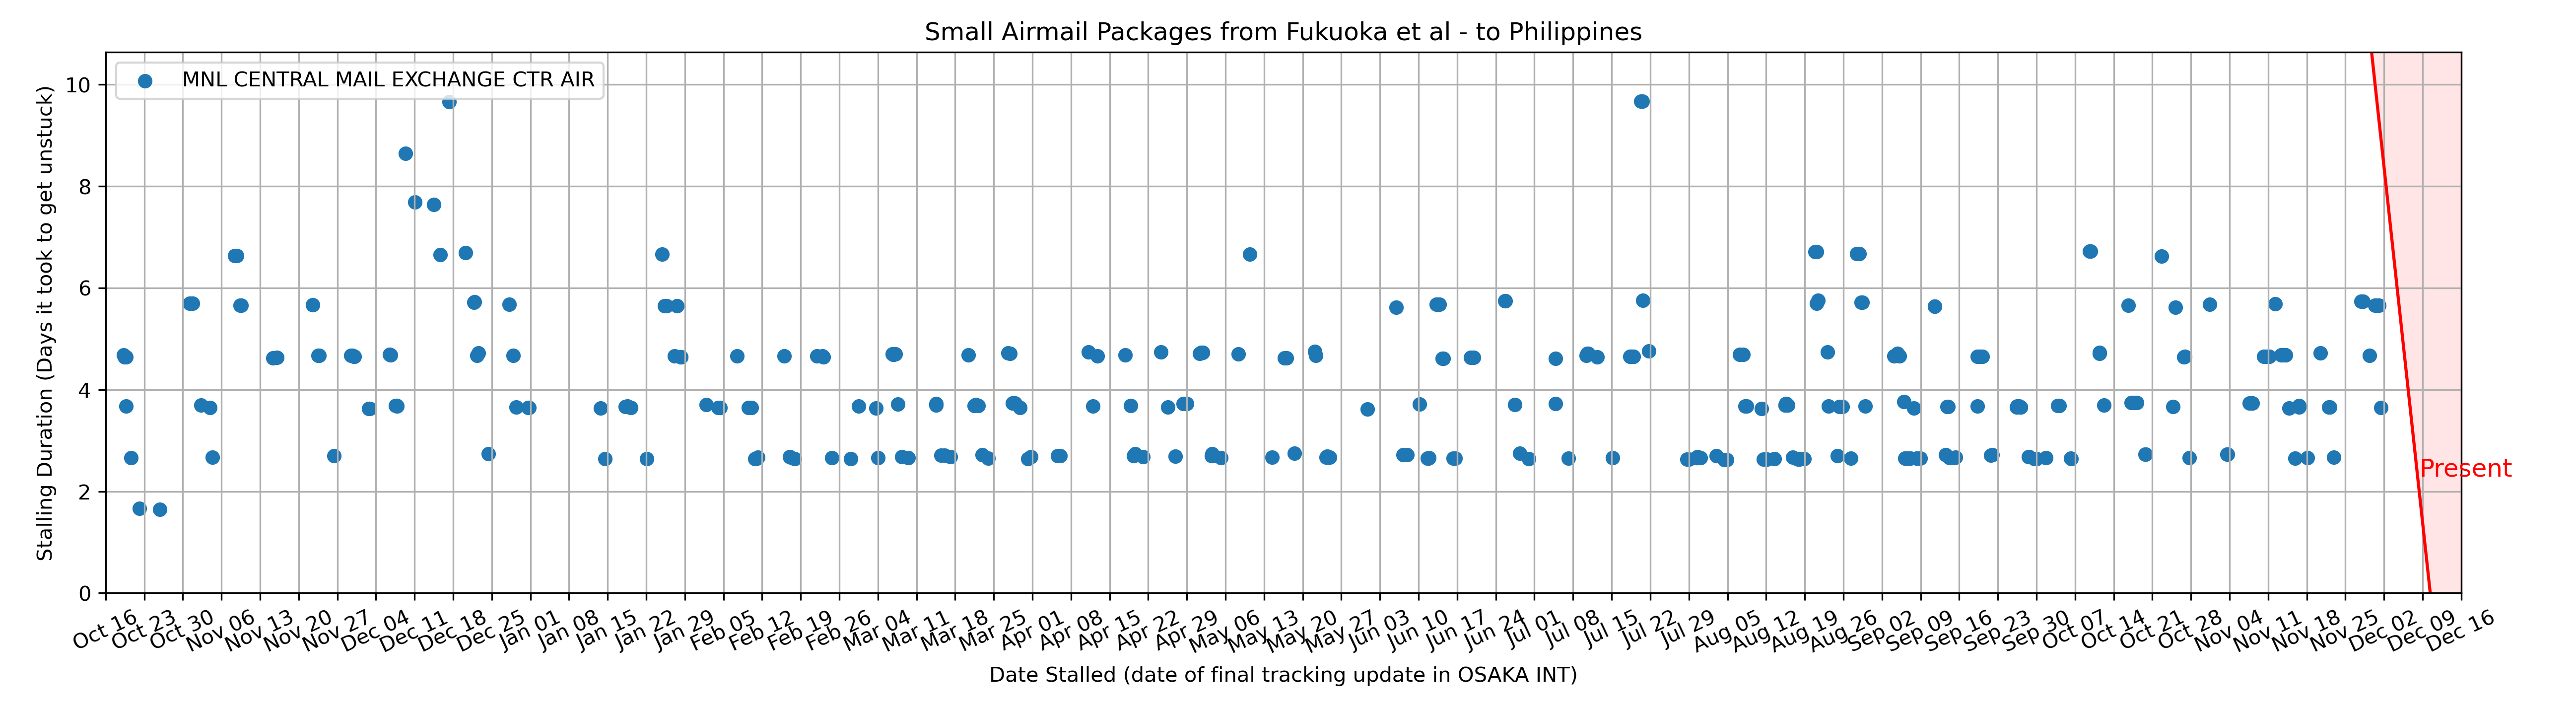 Small Airmail Packages from Fukuoka et al - to Philippines
MNL CENTRAL MAIL EXCHANGE CTR AIR
Stalling Duration (Days it took to get unstuck)
10
8
6
4
2
0
Present
Oct 16 Oct 23 Oct 30 Nov 06 Nov 13 Nov 20 Nov 27 Dec 04 Dec 11 Dec 18 Dec 25 Jan 01 Jan 08 Jan 15 Jan 22 Jan 29 Feb 05 Feb 12 Feb 19 Feb 26 Mar 04 Mar 11 Mar 18 Mar 25 Apr 01 Apr 08 Apr 15 Apr 22 Apr 29 May 06 May 13 May 20 May 27 Jun 03 Jun 10 Jun 17 Jun 24 Jul 01 Jul 08 Jul 15 Jul 22 Jul 29 Aug 05 Aug 12 Aug 19 Aug 26 Sep 02 Sep 09 Sep 16 Sep 23 Sep 30 Oct 07 Oct 14 Oct 21 Oct 28 Nov 04 Nov 11 Nov 18 Nov 25 Dec 02 Dec 09 Dec 16
Date Stalled (date of final tracking update in OSAKA INT)